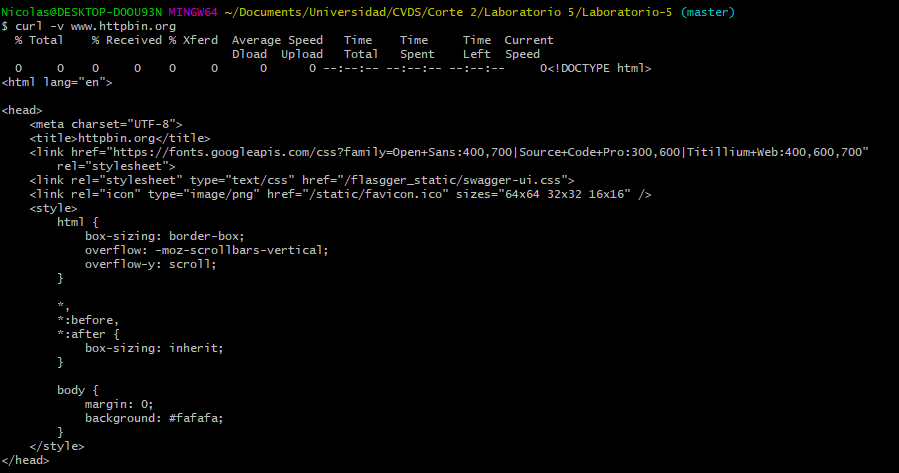 Nicolas@DESKTOP-DOOU93N MINGW64 ~/Documents/Universidad/CVDS/Corte 2/Laboratorio 5/Laboratorio-5 (master)
$ curl -v www.httpbin.org
  % Total    % Received % Xferd  Average Speed   Time    Time     Time  Current
                                 Dload  Upload   Total   Spent    Left  Speed
  0     0    0     0    0     0      0      0 --:--:-- --:--:-- --:--:--     0<!DOCTYPE html>
<html lang="en">

<head>
    <meta charset="UTF-8">
    <title>httpbin.org</title>
    <link href="https://fonts.googleapis.com/css?family=Open+Sans:400,700|Source+Code+Pro:300,600|Titillium+Web:400,600,700"
        rel="stylesheet">
    <link rel="stylesheet" type="text/css" href="/flasgger_static/swagger-ui.css">
    <link rel="icon" type="image/png" href="/static/favicon.ico" sizes="64x64 32x32 16x16" />
    <style>
        html {
            box-sizing: border-box;
            overflow: -moz-scrollbars-vertical;
            overflow-y: scroll;
        }

        *,
        *:before,
        *:after {
            box-sizing: inherit;
        }

        body {
            margin: 0;
            background: #fafafa;
        }
    </style>
</head>